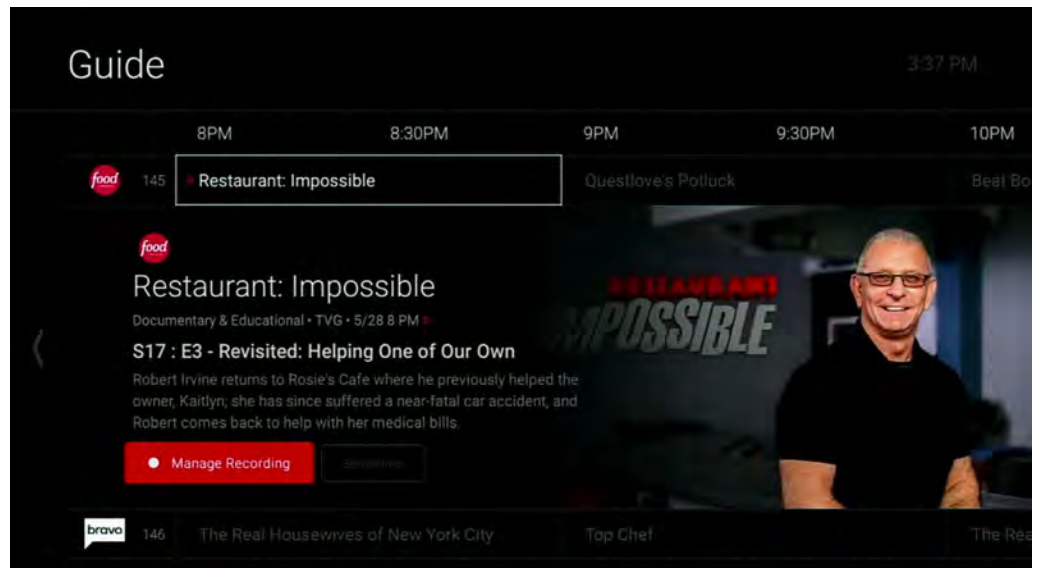 Guide
3:37 PM
8PM 8:30PM 9PM 9:30PM 10PM
food 145 Restaurant: Impossible Questlove's Potluck Beat Bo
food
Restaurant: Impossible
Documentary & Educational • TVG • 5/28 8 PM
S17 : E3 - Revisited: Helping One of Our Own
Robert Irvine returns to Rosie's Cafe where he previously helped the
owner, Kaitlyn; she has since suffered a near-fatal car accident, and
Robert comes back to help with her medical bills.
RESTAURANT
IMPOSSIBLE
Manage Recording
bravo 146 The Real Housewives of New York City Top Chef The Rea